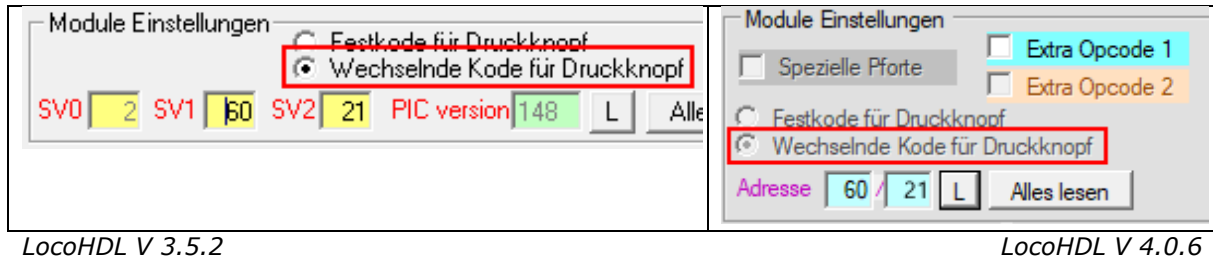 Module Einstellungen
Festkode für Druckknopf
Wechselnde Kode für Druckknopf
SV0 2 SV1 60 SV2 21 PIC version 148 L Alle
Module Einstellungen
Extra Opcode 1
Spezielle Pforte
Extra Opcode 2
Festkode für Druckknopf
Wechselnde Kode für Druckknopf
Adresse 60 / 21 L Alles lesen
LocoHDL V 3.5.2 LocoHDL V 4.0.6